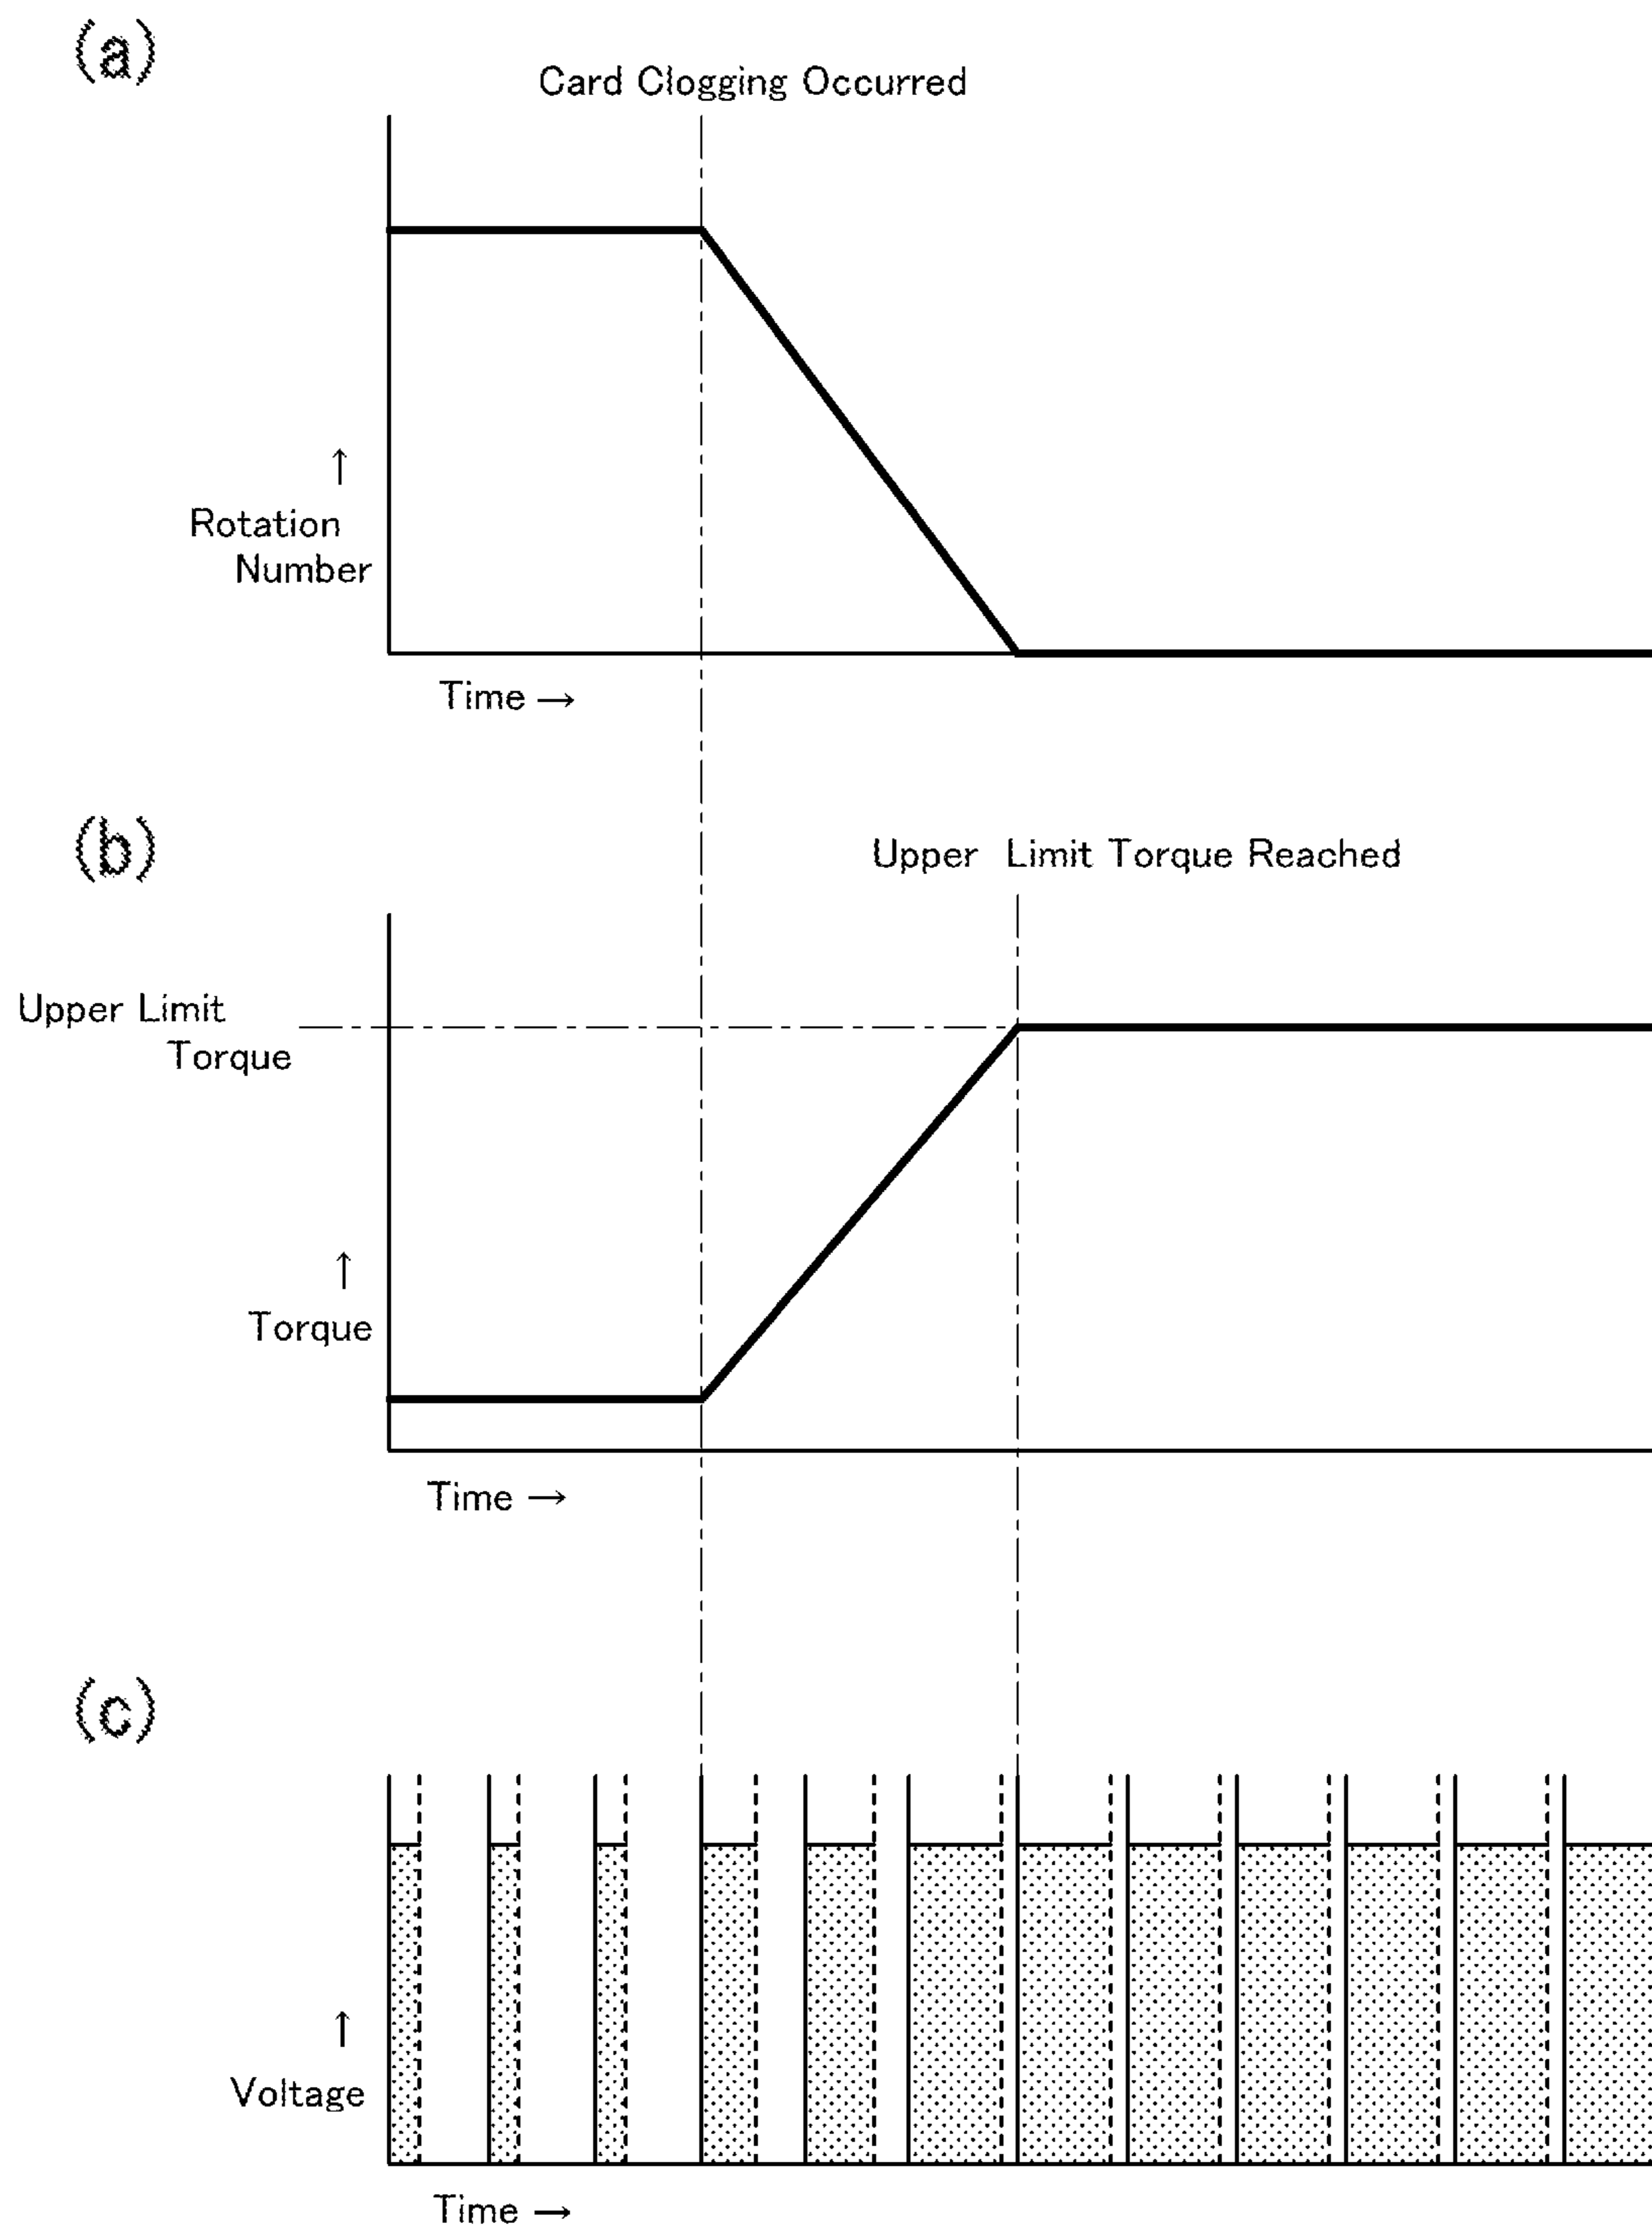 (a)
Card Clogging Occurred
↑
Rotation
Number
Time →
(b)
Upper Limit Torque Reached
Upper Limit
Torque
↑
Torque
Time →
(c)
↑
Voltage
Time →